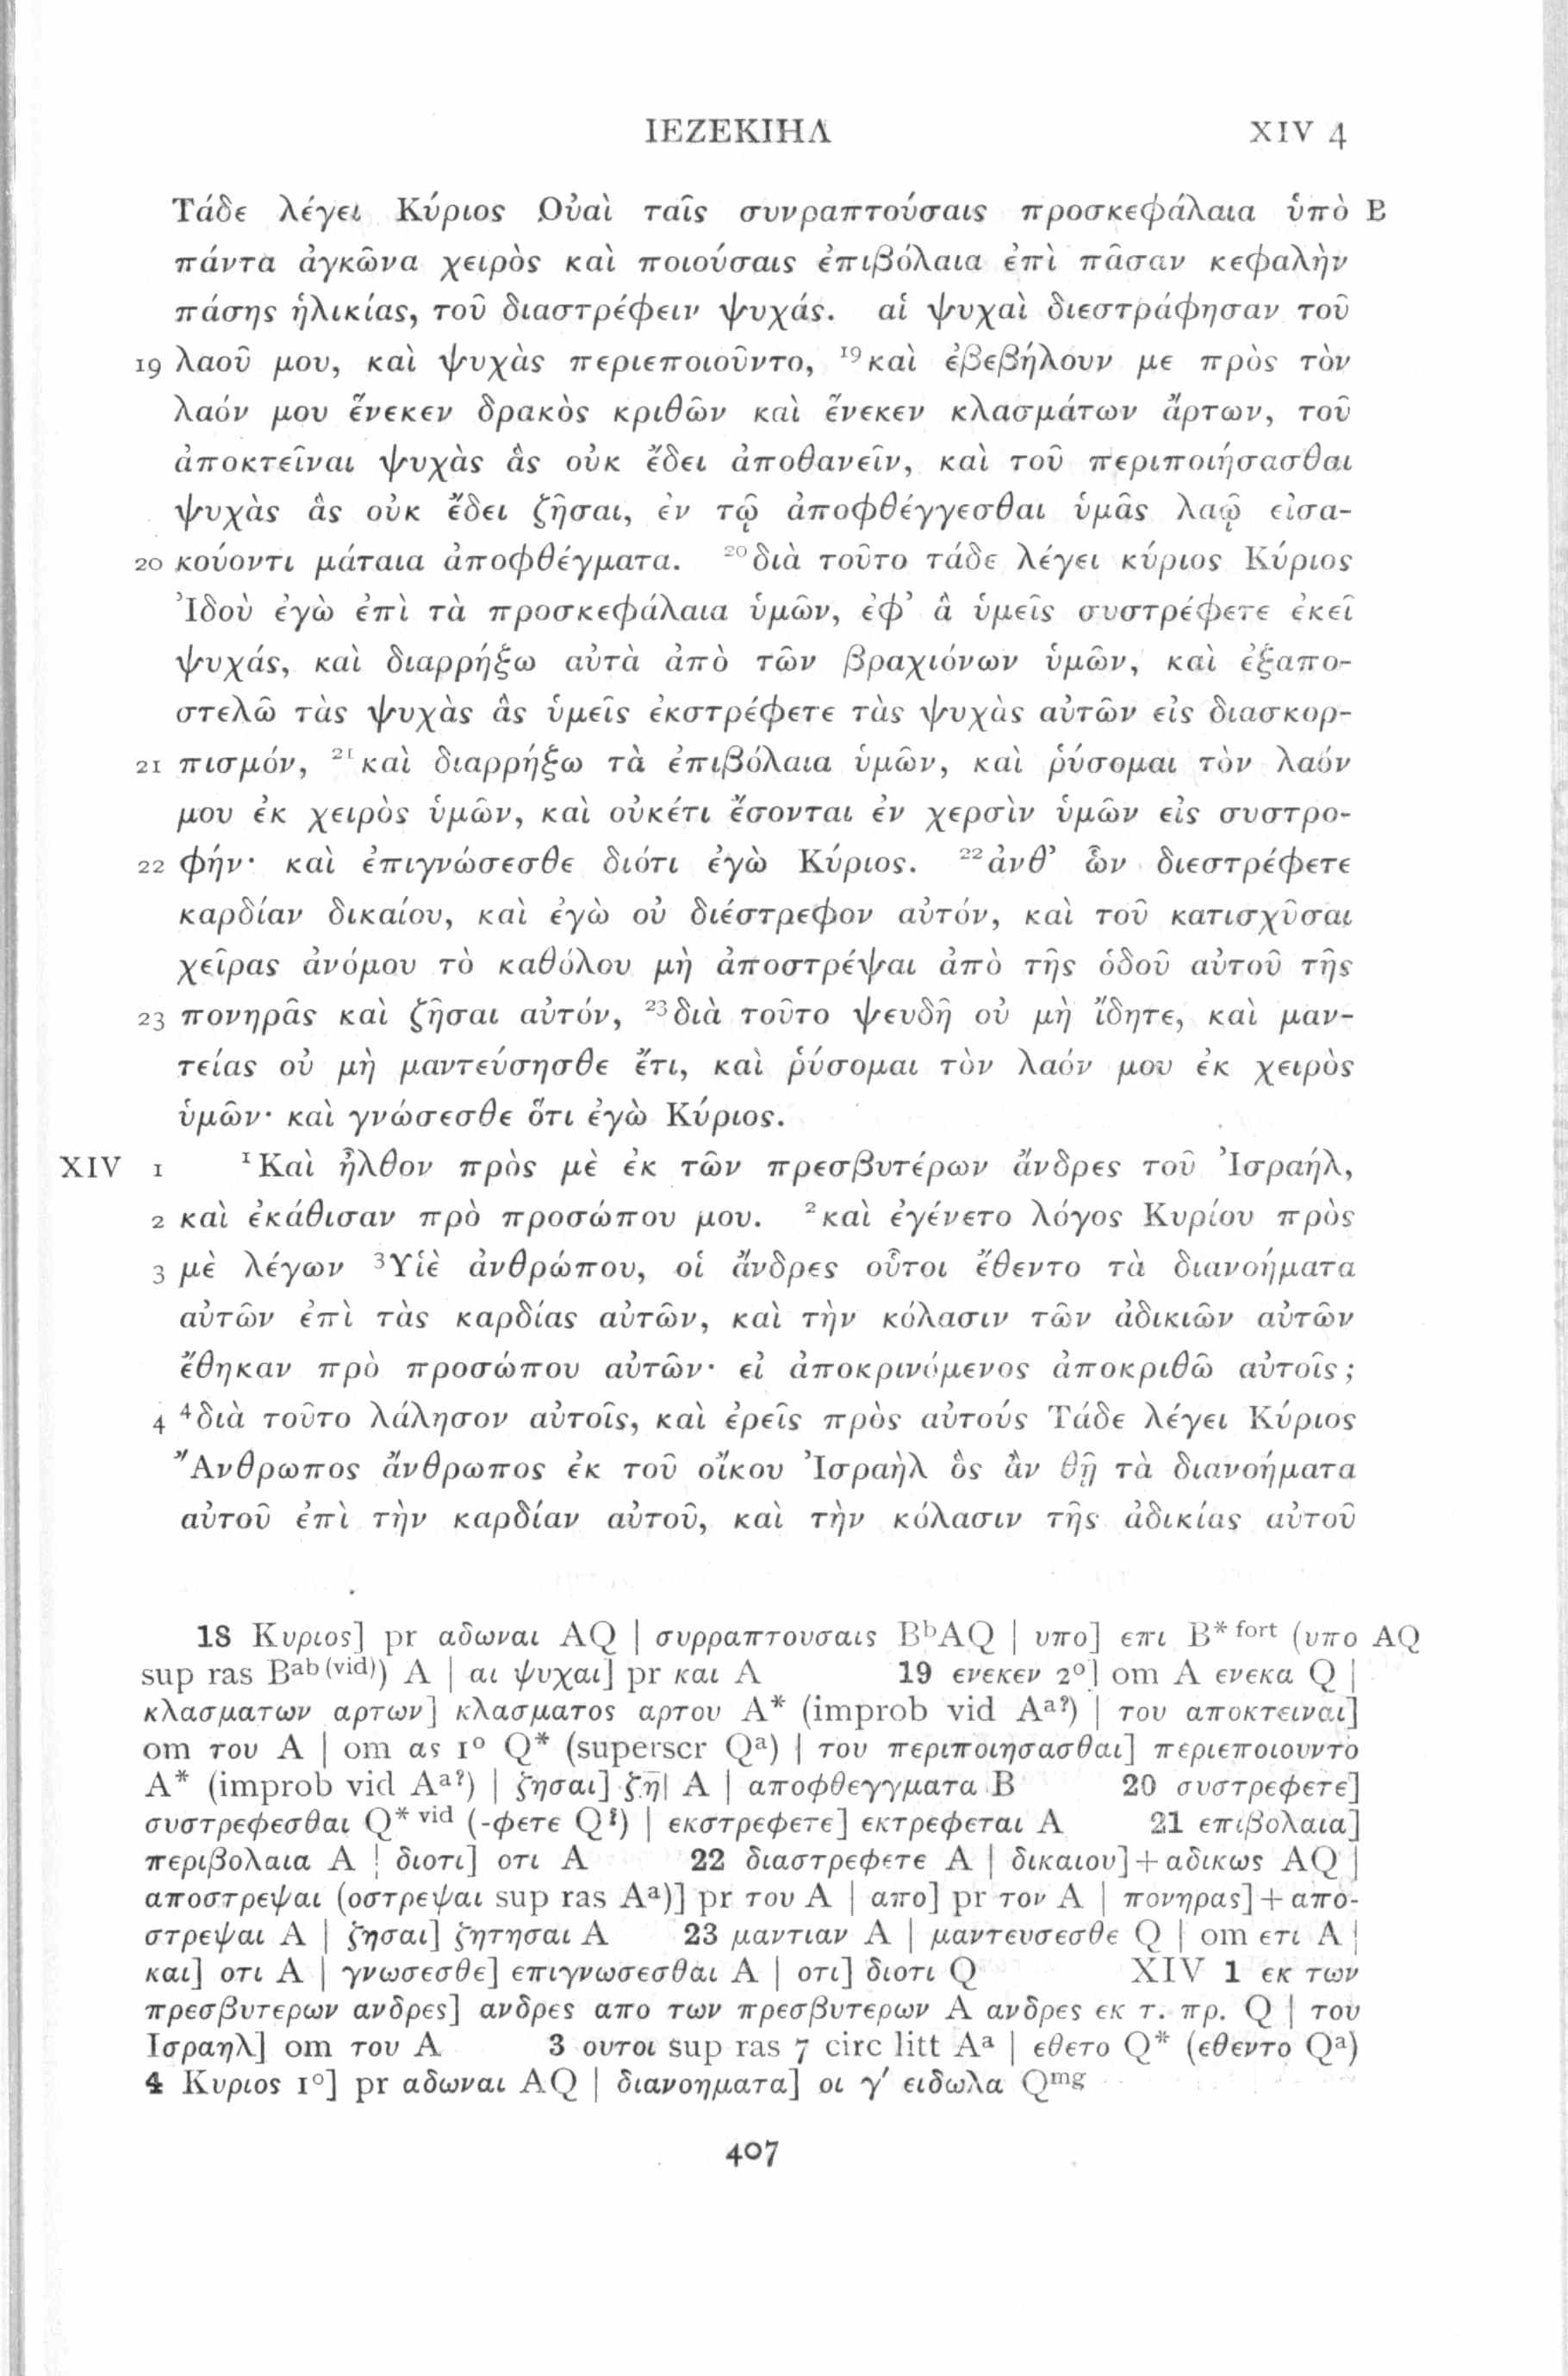 ΙΕΖΕΚΙΗΛ XIV 4
Τάδε λέγει Κύριος Οὐαὶ ταῖς συνραπτούσαις προσκεφάλαια ὑπὸ B
πάντα ἀγκῶνα χειρὸς καὶ ποιούσαις ἐπιβόλαια ἐπὶ πᾶσαν κεφαλὴν
πάσης ἡλικίας, τοῦ διαστρέφειν ψυχάς. αἱ ψυχαὶ διεστράφησαν τοῦ
19 λαοῦ μου, καὶ ψυχὰς περιεποιοῦντο, ¹⁹καὶ ἐβεβήλουν με πρὸς τὸν
λαόν μου ἕνεκεν δρακὸς κριθῶν καὶ ἕνεκεν κλασμάτων ἄρτων, τοῦ
ἀποκτεῖναι ψυχὰς ἃς οὐκ ἔδει ἀποθανεῖν, καὶ τοῦ περιποιήσασθαι
ψυχὰς ἃς οὐκ ἔδει ζῆσαι, ἐν τῷ ἀποφθέγγεσθαι ὑμᾶς λαῷ εἰσα-
20 κούοντι μάταια ἀποφθέγματα. ²⁰διὰ τοῦτο τάδε λέγει κύριος Κύριος
Ἰδοὺ ἐγὼ ἐπὶ τὰ προσκεφάλαια ὑμῶν, ἐφ’ ἃ ὑμεῖς συστρέφετε ἐκεῖ
ψυχάς, καὶ διαρρήξω αὐτὰ ἀπὸ τῶν βραχιόνων ὑμῶν, καὶ ἐξαπο-
στελῶ τὰς ψυχὰς ἃς ὑμεῖς ἐκστρέφετε τὰς ψυχὰς αὐτῶν εἰς διασκορ-
21 πισμόν, ²¹καὶ διαρρήξω τὰ ἐπιβόλαια ὑμῶν, καὶ ῥύσομαι τὸν λαόν
μου ἐκ χειρὸς ὑμῶν, καὶ οὐκέτι ἔσονται ἐν χερσὶν ὑμῶν εἰς συστρο-
22 φήν· καὶ ἐπιγνώσεσθε διότι ἐγὼ Κύριος. ²²ἀνθ’ ὧν διεστρέφετε
καρδίαν δικαίου, καὶ ἐγὼ οὐ διέστρεφον αὐτόν, καὶ τοῦ κατισχῦσαι
χεῖρας ἀνόμου τὸ καθόλου μὴ ἀποστρέψαι ἀπὸ τῆς ὁδοῦ αὐτοῦ τῆς
23 πονηρᾶς καὶ ζῆσαι αὐτόν, ²³διὰ τοῦτο ψευδῆ οὐ μὴ ἴδητε, καὶ μαν-
τείας οὐ μὴ μαντεύσησθε ἔτι, καὶ ῥύσομαι τὸν λαόν μου ἐκ χειρὸς
ὑμῶν· καὶ γνώσεσθε ὅτι ἐγὼ Κύριος.
XIV 1 ¹Καὶ ἦλθον πρὸς μὲ ἐκ τῶν πρεσβυτέρων ἄνδρες τοῦ Ἰσραήλ,
2 καὶ ἐκάθισαν πρὸ προσώπου μου. ²καὶ ἐγένετο λόγος Κυρίου πρὸς
3 μὲ λέγων ³Υἱὲ ἀνθρώπου, οἱ ἄνδρες οὗτοι ἔθεντο τὰ διανοήματα
αὐτῶν ἐπὶ τὰς καρδίας αὐτῶν, καὶ τὴν κόλασιν τῶν ἀδικιῶν αὐτῶν
ἔθηκαν πρὸ προσώπου αὐτῶν· εἰ ἀποκρινόμενος ἀποκριθῶ αὐτοῖς;
4 ⁴διὰ τοῦτο λάλησον αὐτοῖς, καὶ ἐρεῖς πρὸς αὐτούς Τάδε λέγει Κύριος
Ἄνθρωπος ἄνθρωπος ἐκ τοῦ οἴκου Ἰσραὴλ ὃς ἂν θῇ τὰ διανοήματα
αὐτοῦ ἐπὶ τὴν καρδίαν αὐτοῦ, καὶ τὴν κόλασιν τῆς ἀδικίας αὐτοῦ
18 Κυριος] pr αδωναι AQ | συρραπτουσαις Bᵇ AQ | υπο] επι B* fort (υπο AQ
sup ras Bab (vid)) A | αι ψυχαι] pr και A 19 ενεκεν 2°] om A ενεκα Q |
κλασματων αρτων] κλασματος αρτου A* (improb vid Aa?) | του αποκτειναι]
om του A | om ας 1° Q* (superscr Qa) | του περιποιησασθαι] περιεποιουντο
A* (improb vid Aa?) | ζησαι] ζη̄| A | αποφθεγγματα B 20 συστρεφετε]
συστρεφεσθαι Q* vid (-φετε Q?) | εκστρεφετε] εκτρεφεται A 21 επιβολαια]
περιβολαια A | διοτι] οτι A 22 διαστρεφετε A | δικαιου] + αδικως AQ |
αποστρεψαι (οστρεψαι sup ras Aa)] pr του A | απο] pr τον A | πονηρας] + απο-
στρεψαι A | ζησαι] ζητησαι A 23 μαντιαν A | μαντευσεσθε Q | om ετι A |
και] οτι A | γνωσεσθε] επιγνωσεσθαι A | οτι] διοτι Q XIV 1 εκ των
πρεσβυτερων ανδρες] ανδρες απο των πρεσβυτερων A ανδρες εκ τ. πρ. Q | του
Ισραηλ] om του A 3 ουτοι sup ras 7 circ litt Aa | εθετο Q* (εθεντο Qa)
4 Κυριος 1°] pr αδωναι AQ | διανοηματα] οι γ′ ειδωλα Qmg
407